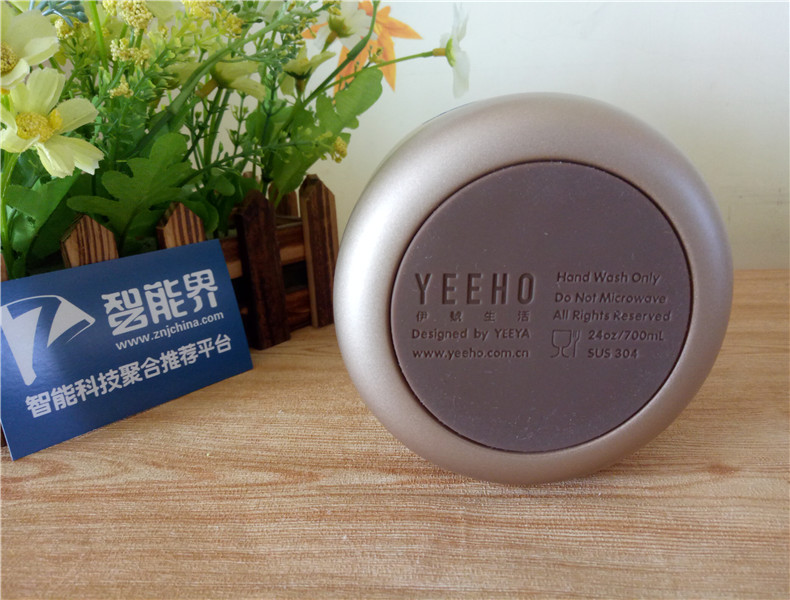 智能界
www.znjchina.com
智能科技聚合推荐平台
YEEHO
伊號生活
Designed by YEEYA
www.yeeho.com.cn
Hand Wash Only
Do Not Microwave
All Rights Reserved
24oz/700mL
SUS 304